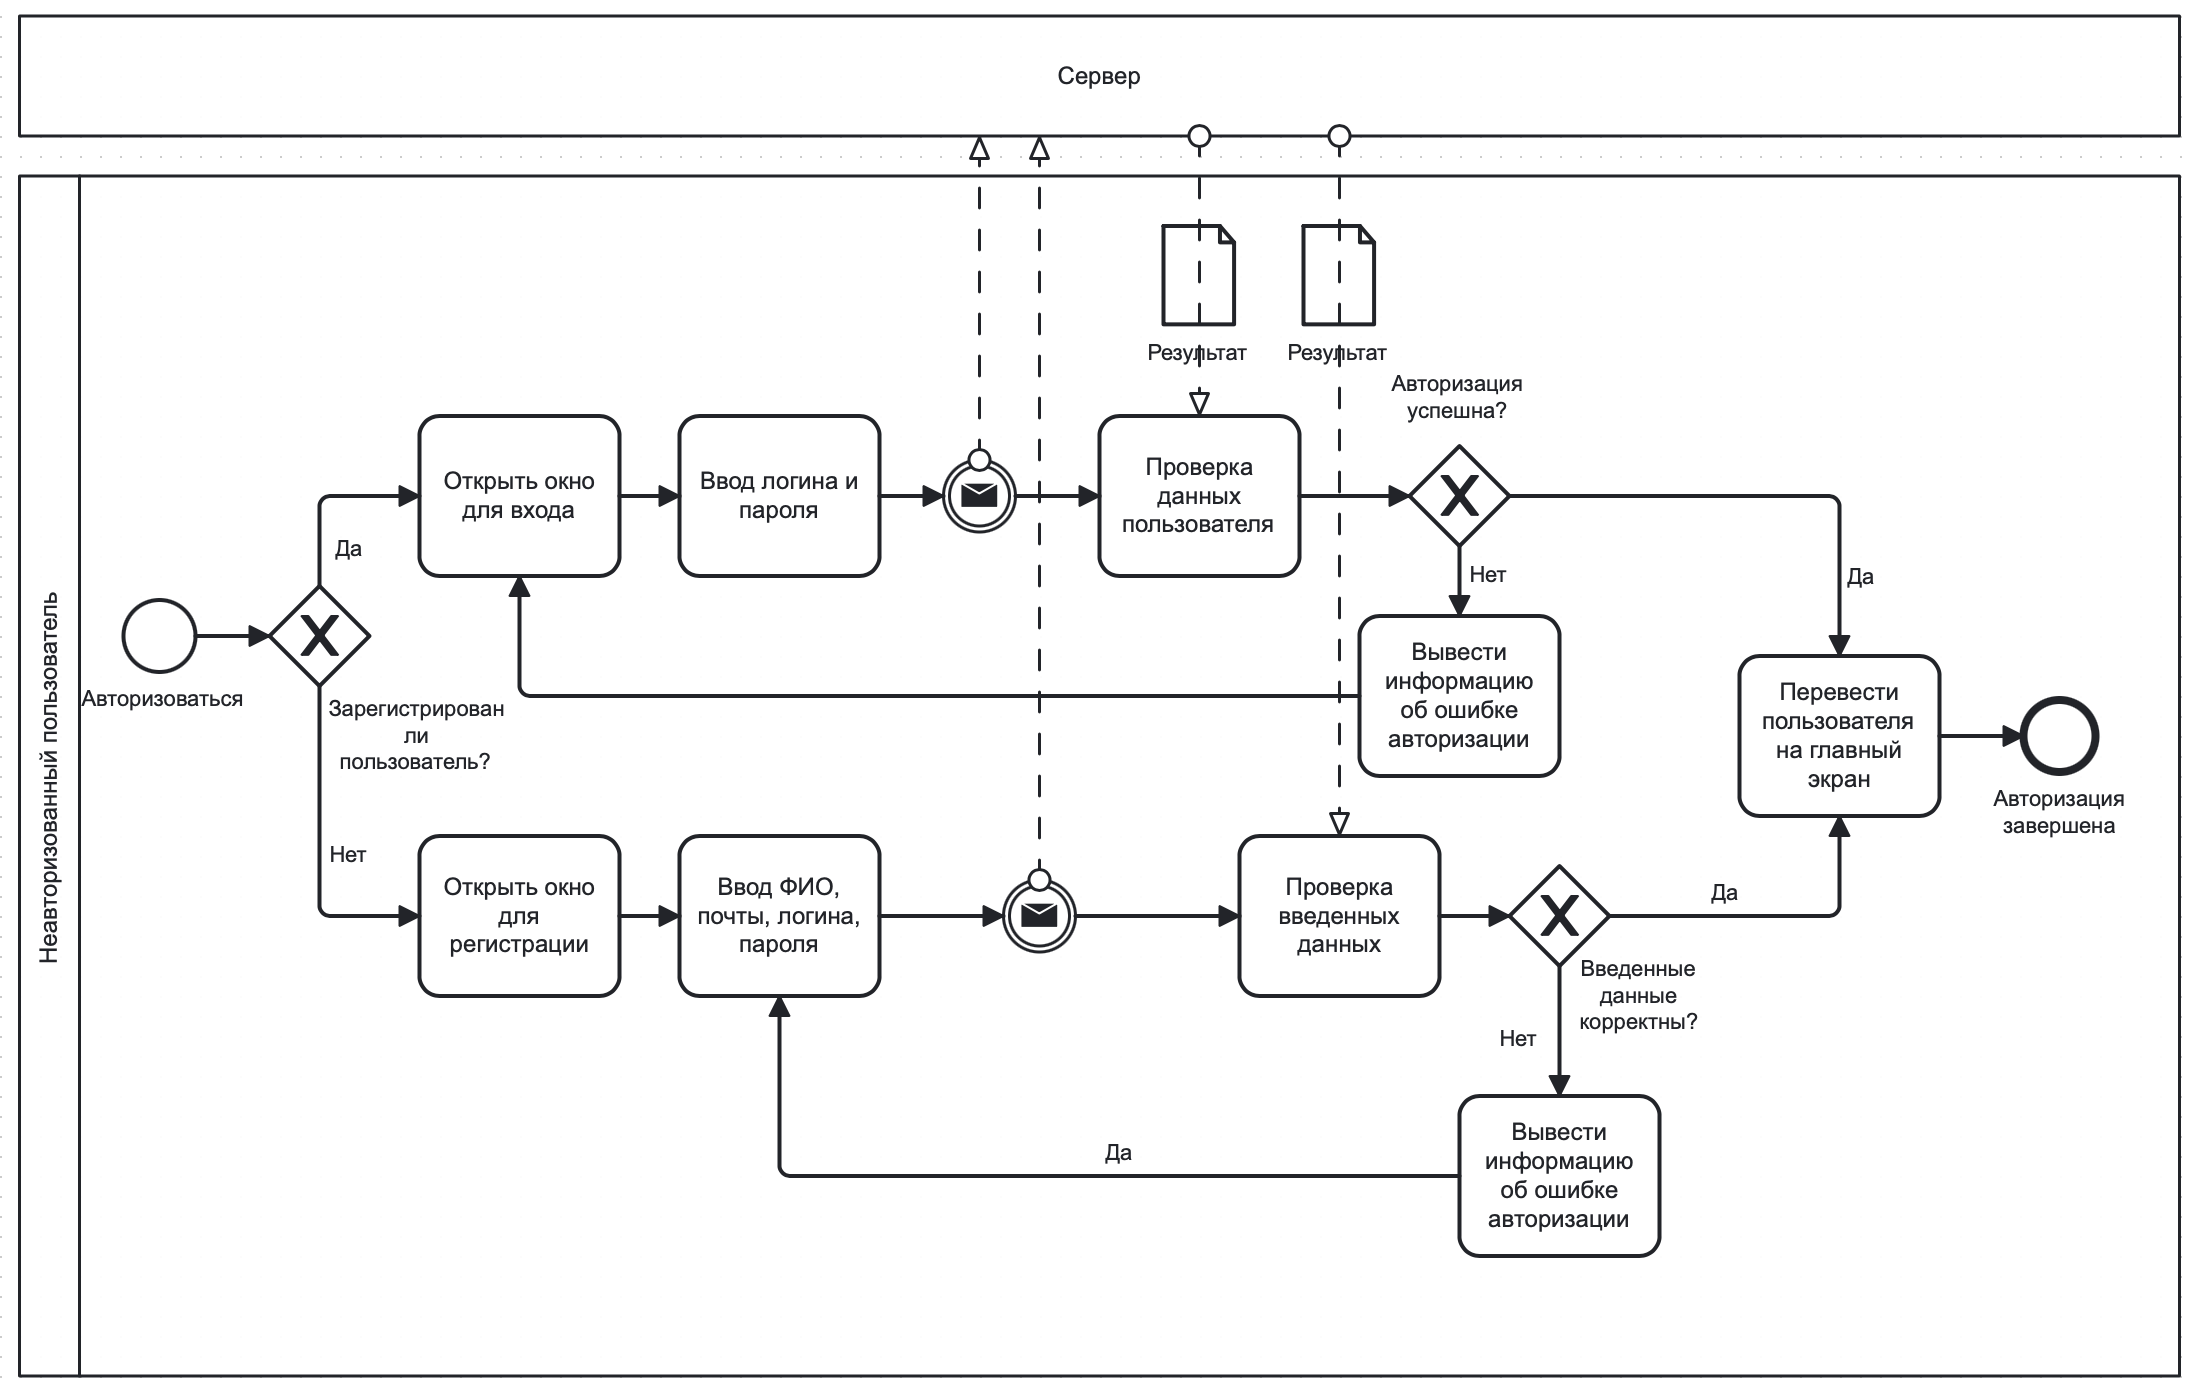 Сервер
Неавторизованный пользователь
Результат
Результат
Авторизация
успешна?
Открыть окно
для входа
Ввод логина и
пароля
Проверка
данных
пользователя
Да
Нет
Да
Авторизоваться
Зарегистрирован
ли
пользователь?
Вывести
информацию
об ошибке
авторизации
Перевести
пользователя
на главный
экран
Авторизация
завершена
Нет
Открыть окно
для
регистрации
Ввод ФИО,
почты, логина,
пароля
Проверка
введенных
данных
Да
Введенные
данные
корректны?
Нет
Да
Вывести
информацию
об ошибке
авторизации